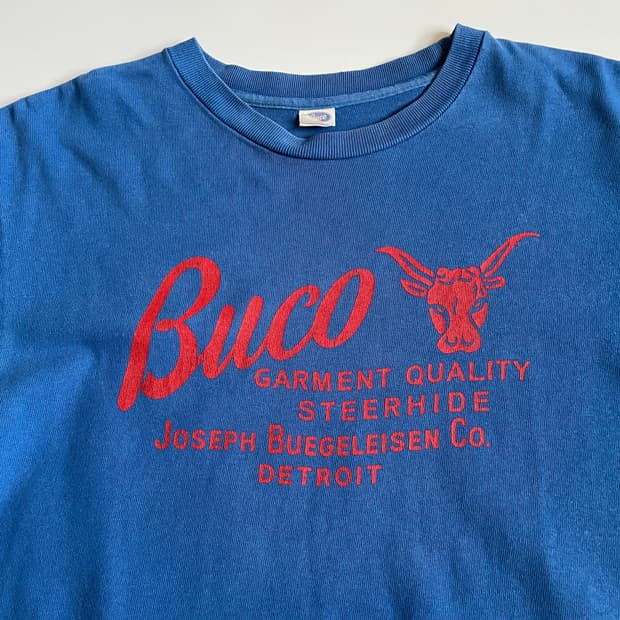 Buco
GARMENT QUALITY
STEERHIDE
JOSEPH BUEGELEISEN CO.
DETROIT